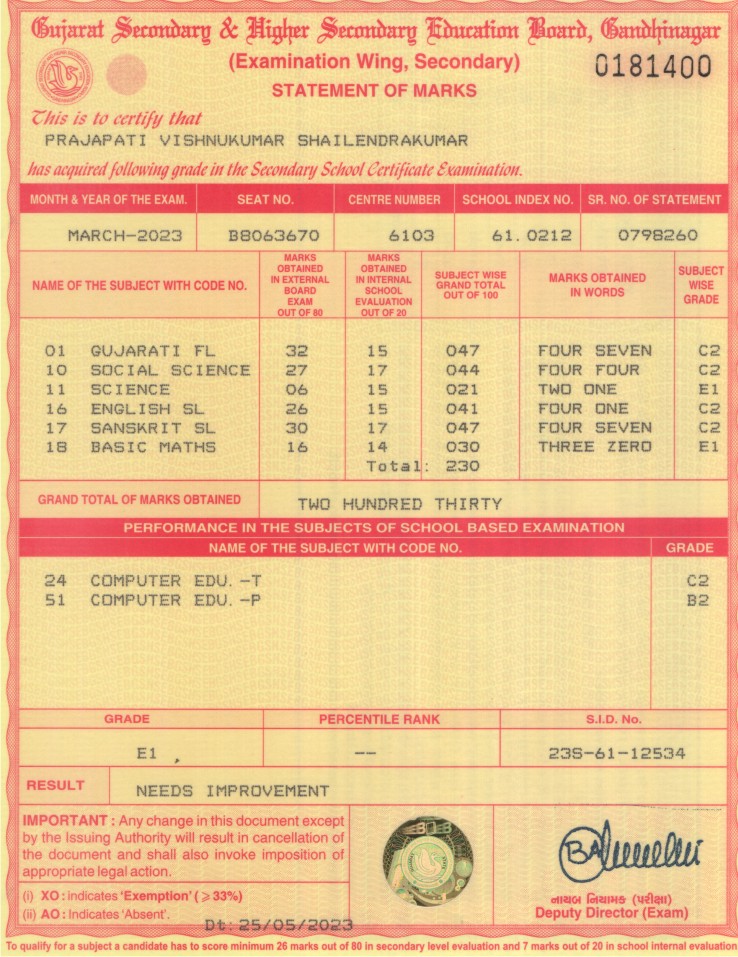 Gujarat Secondary & Higher Secondary Education Board, Gandhinagar
(Examination Wing, Secondary)
0181400
STATEMENT OF MARKS
This is to certify that
PRAJAPATI VISHNUKUMAR SHAILENDRAKUMAR
has acquired following grade in the Secondary School Certificate Examination.
MONTH & YEAR OF THE EXAM. SEAT NO. CENTRE NUMBER SCHOOL INDEX NO. SR. NO. OF STATEMENT
MARCH-2023 B8063670 6103 61.0212 0798260
NAME OF THE SUBJECT WITH CODE NO.
MARKS
OBTAINED
IN EXTERNAL
BOARD
EXAM
OUT OF 80
MARKS
OBTAINED
IN INTERNAL
SCHOOL
EVALUATION
OUT OF 20
SUBJECT WISE
GRAND TOTAL
OUT OF 100
MARKS OBTAINED
IN WORDS
SUBJECT
WISE
GRADE
01 GUJARATI FL 32 15 047 FOUR SEVEN C2
10 SOCIAL SCIENCE 27 17 044 FOUR FOUR C2
11 SCIENCE 06 15 021 TWO ONE E1
16 ENGLISH SL 26 15 041 FOUR ONE C2
17 SANSKRIT SL 30 17 047 FOUR SEVEN C2
18 BASIC MATHS 16 14 030 THREE ZERO E1
Total: 230
GRAND TOTAL OF MARKS OBTAINED TWO HUNDRED THIRTY
PERFORMANCE IN THE SUBJECTS OF SCHOOL BASED EXAMINATION
NAME OF THE SUBJECT WITH CODE NO. GRADE
24 COMPUTER EDU.-T C2
51 COMPUTER EDU.-P B2
GRADE PERCENTILE RANK S.I.D. No.
E1 , -- 23S-61-12534
RESULT NEEDS IMPROVEMENT
IMPORTANT : Any change in this document except
by the Issuing Authority will result in cancellation of
the document and shall also invoke imposition of
appropriate legal action.
(i) XO : indicates 'Exemption' (⩾ 33%)
(ii) AO : Indicates 'Absent'.
Dt: 25/05/2023
નાયબ નિયામક (પરીક્ષા)
Deputy Director (Exam)
To qualify for a subject a candidate has to score minimum 26 marks out of 80 in secondary level evaluation and 7 marks out of 20 in school internal evaluation